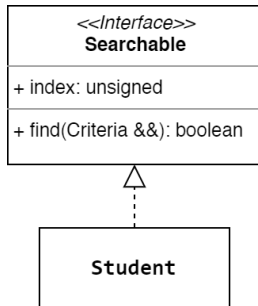 <<Interface>>
Searchable
+ index: unsigned
+ find(Criteria &&): boolean
Student